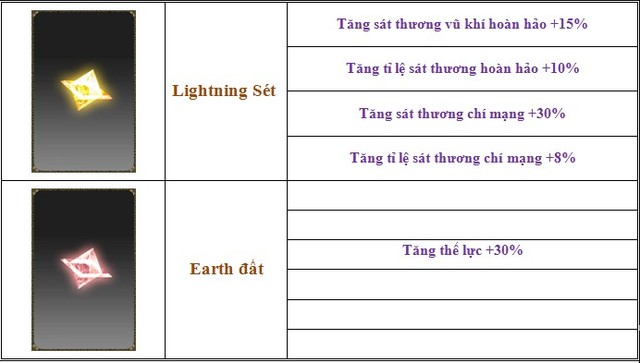 Tăng sát thương vũ khí hoàn hảo +15%
Tăng tỉ lệ sát thương hoàn hảo +10%
Lightning Sét
Tăng sát thương chí mạng +30%
Tăng tỉ lệ sát thương chí mạng +8%
Tăng thể lực +30%
Earth đất